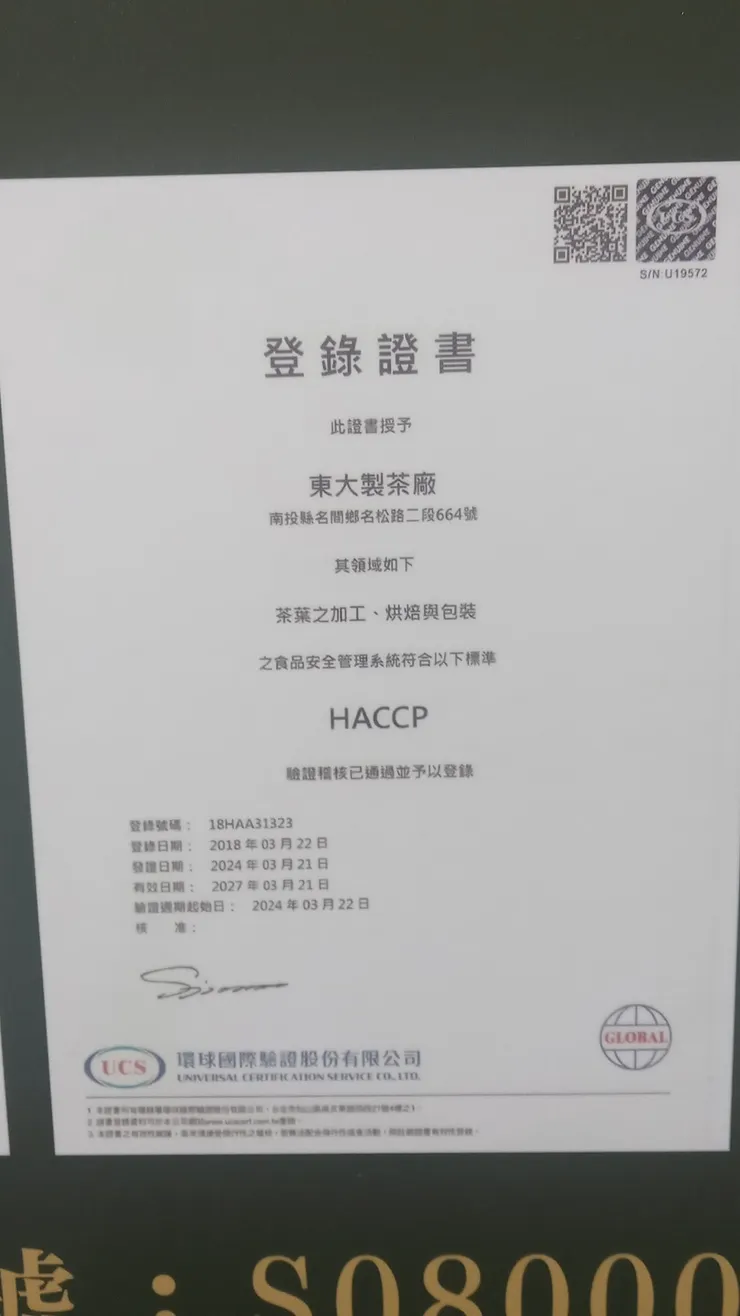 UCS
S/N:U19572
登錄證書
此證書授予
東大製茶廠
南投縣名間鄉名松路二段664號
其領域如下
茶葉之加工、烘焙與包裝
之食品安全管理系統符合以下標準
HACCP
驗證稽核已通過並予以登錄
登錄號碼： 18HAA31323
登錄日期： 2018 年 03 月 22 日
發證日期： 2024 年 03 月 21 日
有效日期： 2027 年 03 月 21 日
驗證週期起始日： 2024 年 03 月 22 日
核 准：
GLOBAL
UCS 環球國際驗證股份有限公司
UNIVERSAL CERTIFICATION SERVICE CO., LTD.
號：S08000